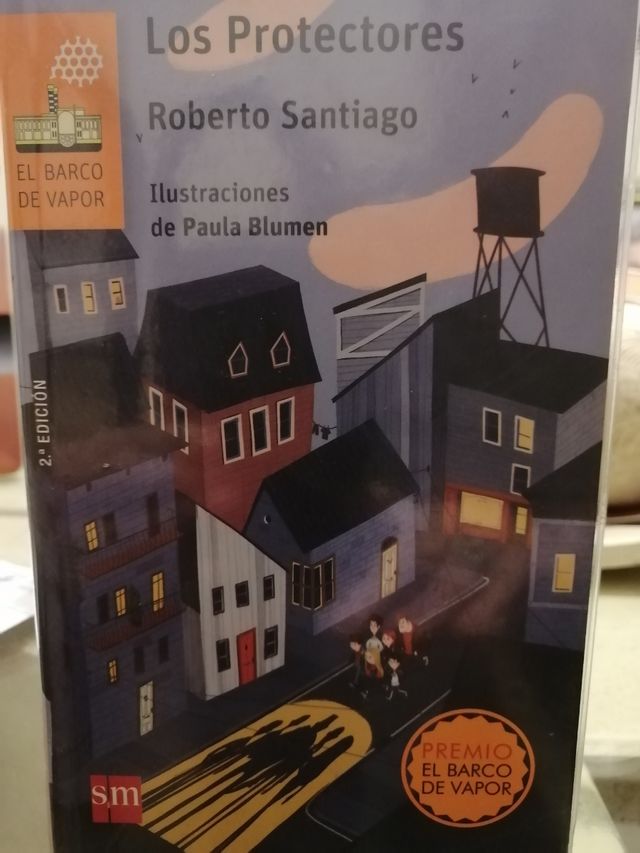 Los Protectores
Roberto Santiago
Ilustraciones
de Paula Blumen
EL BARCO
DE VAPOR
2.ª EDICIÓN
sm
PREMIO
EL BARCO
DE VAPOR